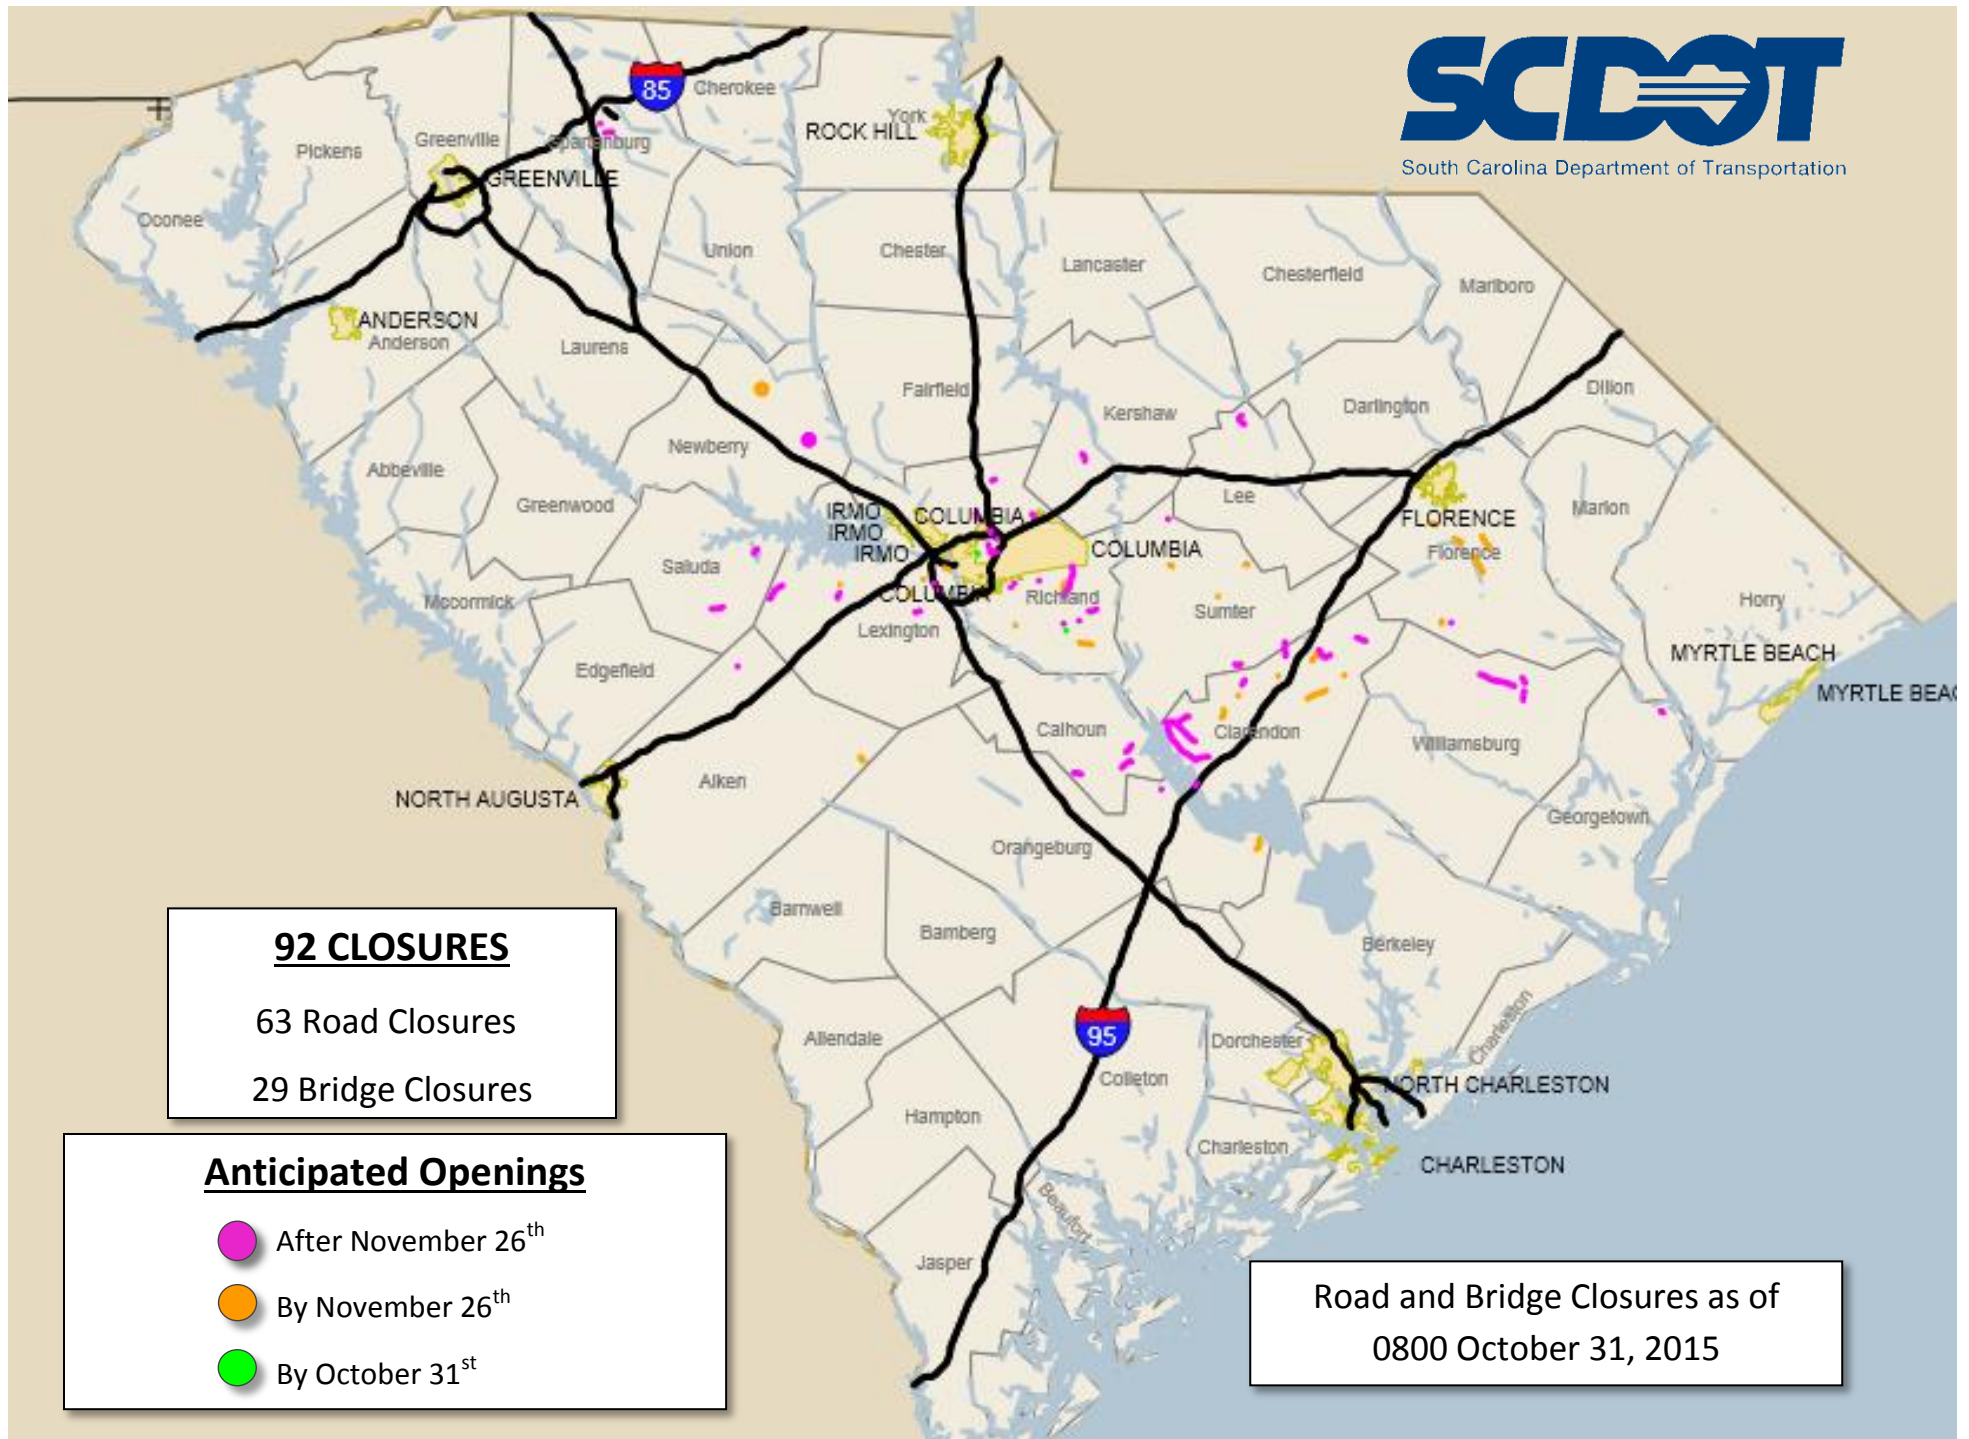 SCDOT
South Carolina Department of Transportation
85
Cherokee
York
ROCK HILL
Greenville
Spartanburg
Pickens
GREENVILLE
Oconee
Union
Chester
Lancaster
Chesterfield
Marlboro
ANDERSON
Anderson
Laurens
Fairfield
Kershaw
Darlington
Dillon
Newberry
Abbeville
Greenwood
Lee
Marion
IRMO
IRMO
IRMO
COLUMBIA
COLUMBIA
COLUMBIA
FLORENCE
Florence
Saluda
Mccormick
Richland
Sumter
Horry
Lexington
Edgefield
MYRTLE BEACH
MYRTLE BEAC
Calhoun
Clarendon
Williamsburg
Aiken
NORTH AUGUSTA
Georgetown
Orangeburg
Barnwell
Bamberg
Berkeley
Charleston
95
Allendale
Dorchester
Colleton
NORTH CHARLESTON
Hampton
Charleston
CHARLESTON
Beaufort
Jasper
92 CLOSURES
63 Road Closures
29 Bridge Closures
Anticipated Openings
After November 26th
By November 26th
By October 31st
Road and Bridge Closures as of
0800 October 31, 2015